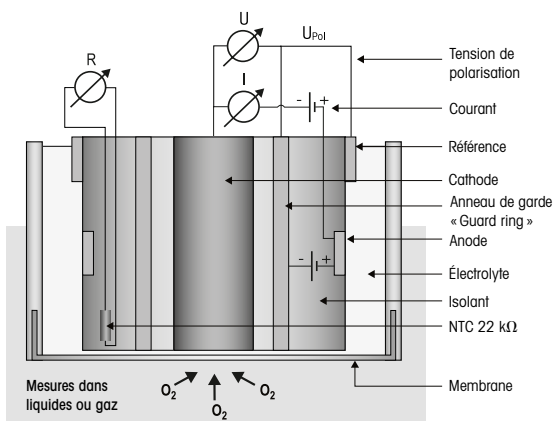 U
U Pol
R
I
- +
Tension de
polarisation
Courant
Référence
Cathode
Anneau de garde
« Guard ring »
Anode
- +
Électrolyte
Isolant
NTC 22 kΩ
Membrane
Mesures dans
liquides ou gaz
O2 O2
O2